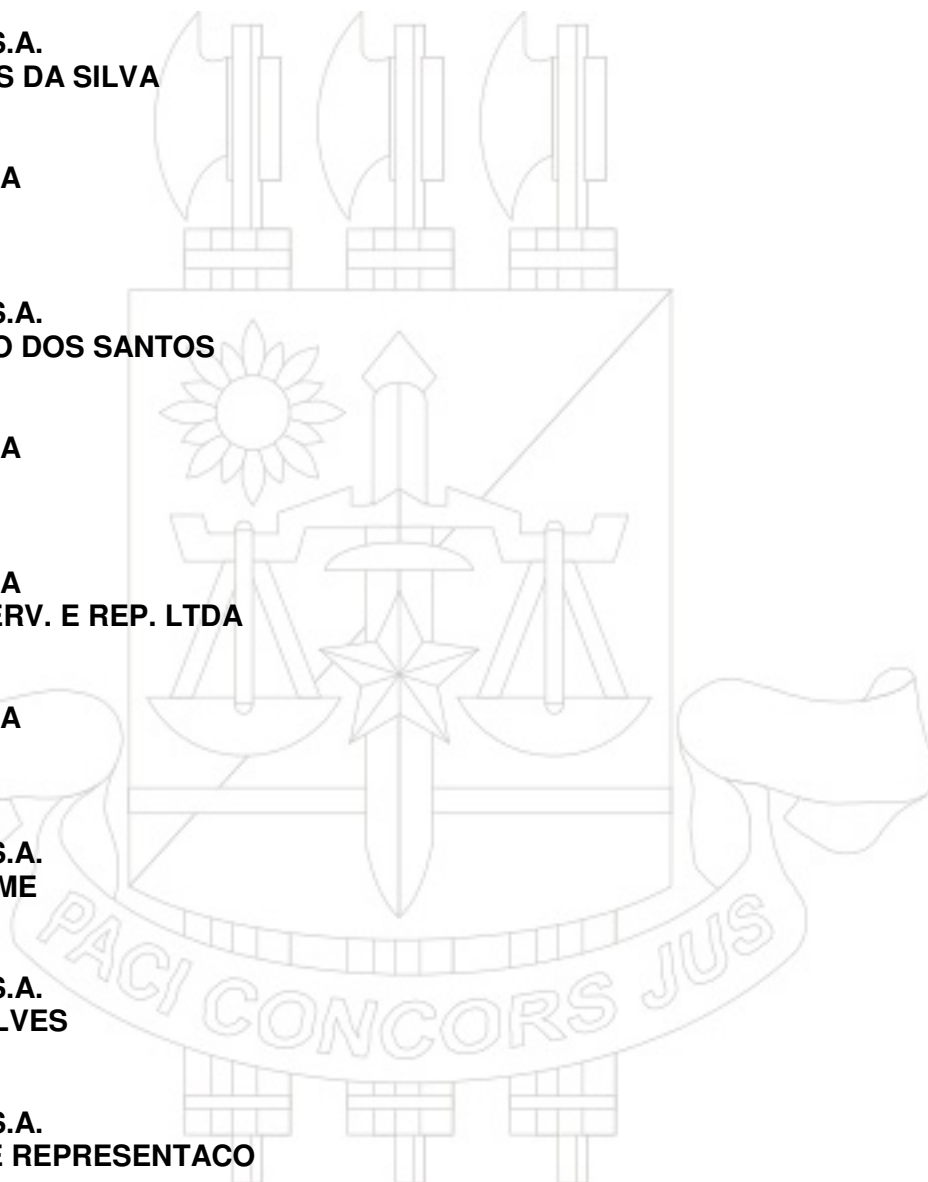 S.A.
S DA SILVA
A
S.A.
O DOS SANTOS
A
A
ERV. E REP. LTDA
A
S.A.
ME
S.A.
LVES
S.A.
E REPRESENTACO
PACI CONCORS JUS